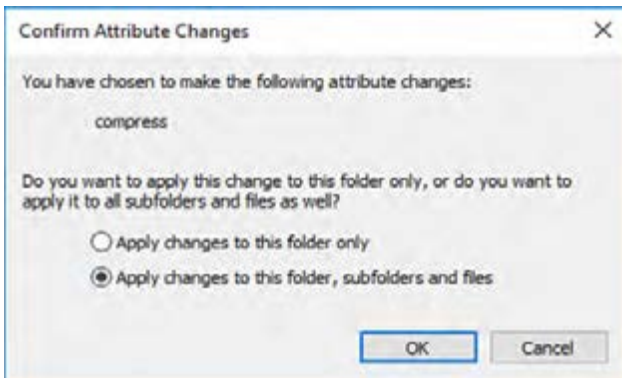 Confirm Attribute Changes
You have chosen to make the following attribute changes:
compress
Do you want to apply this change to this folder only, or do you want to
apply it to all subfolders and files as well?
Apply changes to this folder only
Apply changes to this folder, subfolders and files
OK Cancel